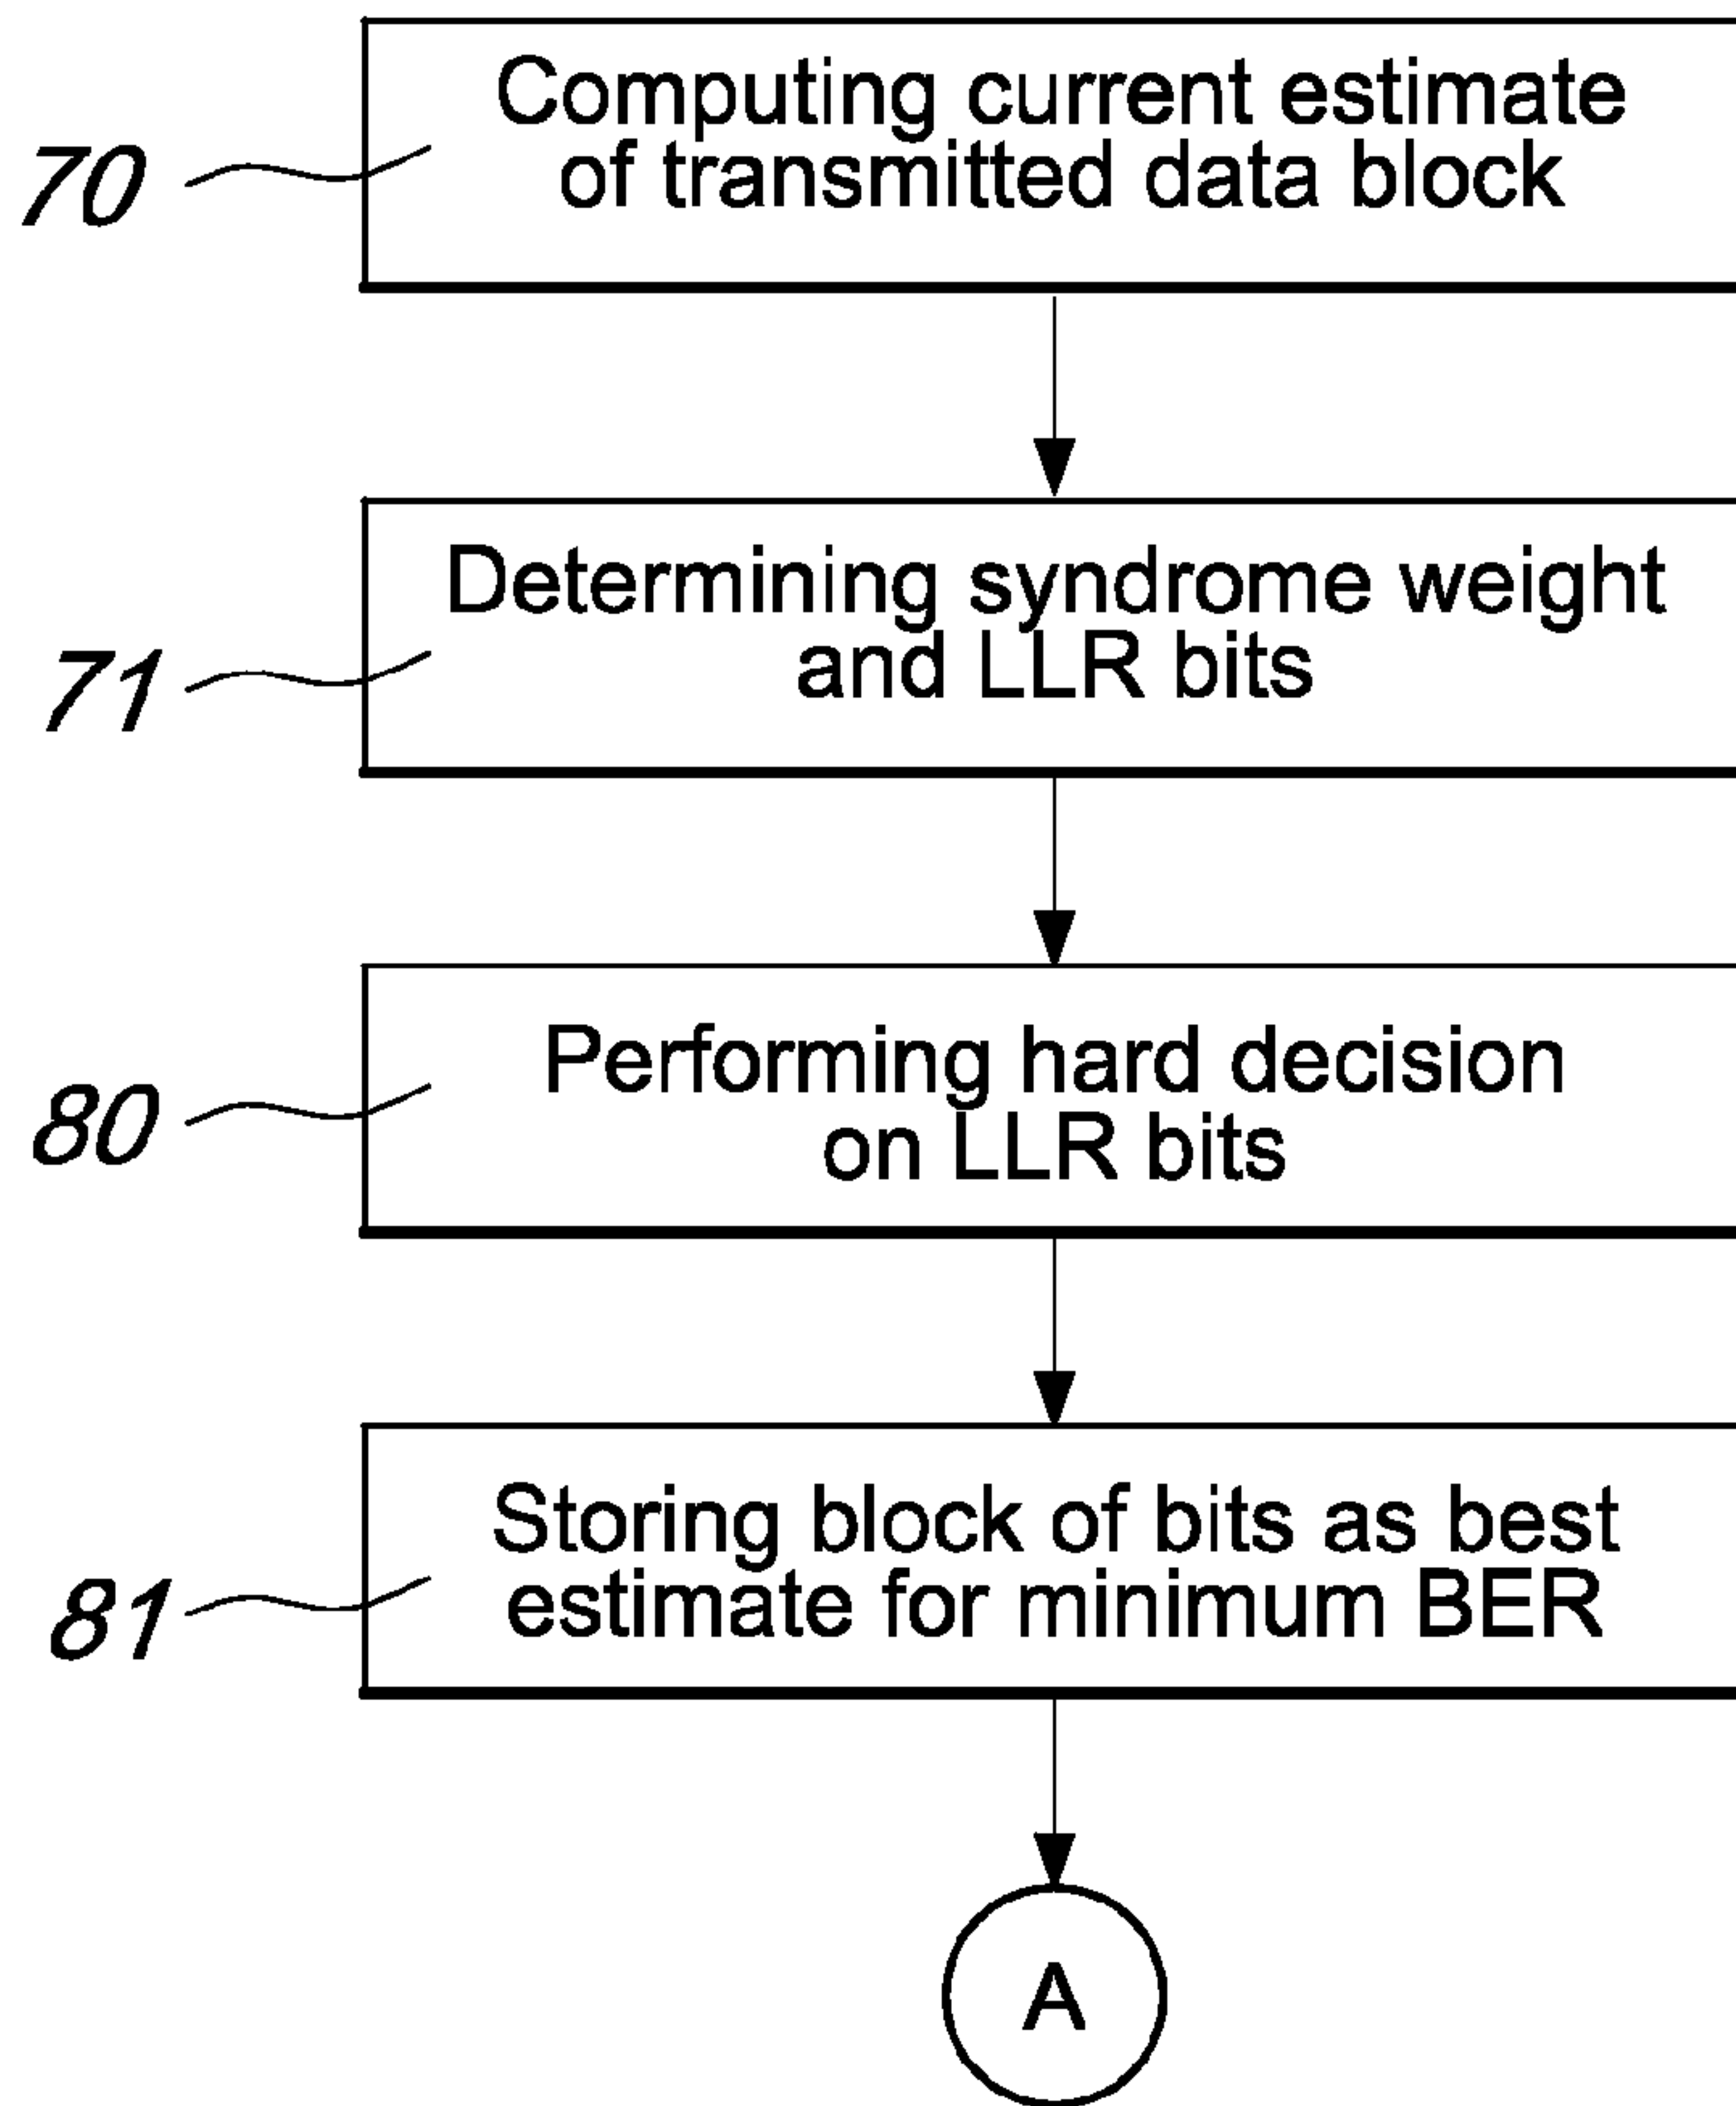 Computing current estimate
of transmitted data block
70
Determining syndrome weight
and LLR bits
71
Performing hard decision
on LLR bits
80
Storing block of bits as best
estimate for minimum BER
81
A